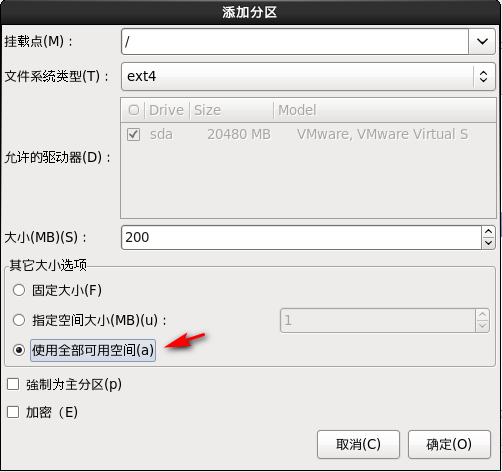 添加分区
挂载点(M)：
/
文件系统类型(T)：
ext4
允许的驱动器(D)：
Drive Size Model
sda 20480 MB VMware, VMware Virtual S
大小(MB)(S)：
200
其它大小选项
固定大小(F)
指定空间大小(MB)(u)：
1
使用全部可用空间(a)
強制为主分区(p)
加密（E)
取消(C) 确定(O)